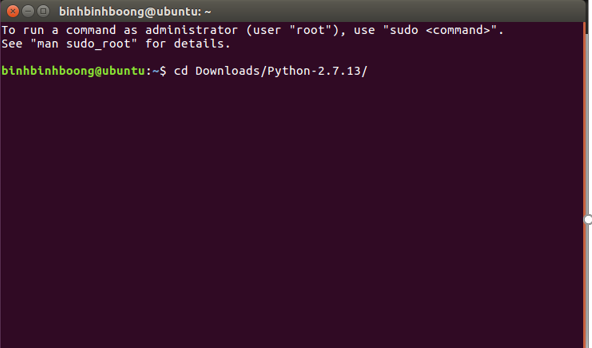 binhbinhboong@ubuntu: ~
To run a command as administrator (user "root"), use "sudo <command>".
See "man sudo_root" for details.
binhbinhboong@ubuntu:~$ cd Downloads/Python-2.7.13/